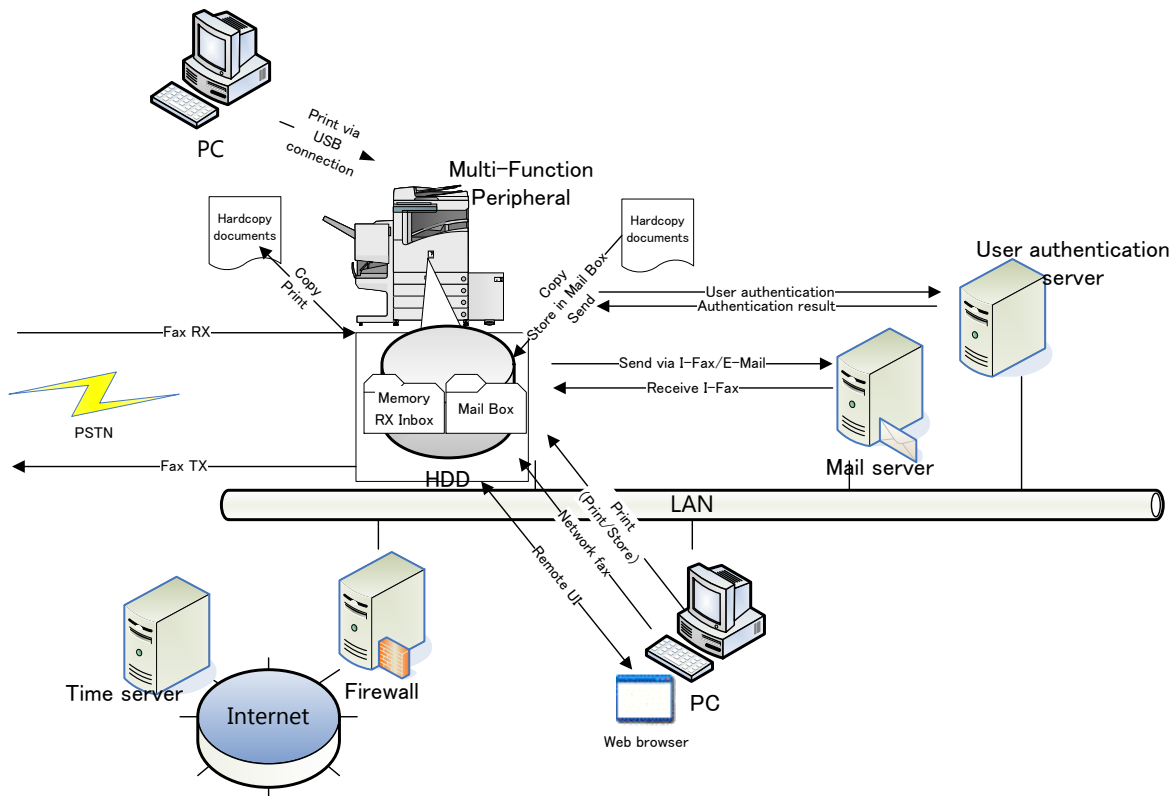 PC
Print via
USB
connection
Multi-Function
Peripheral
Hardcopy
documents
Copy
Print
Hardcopy
documents
Copy
Store in Mail Box
Send
User authentication
server
User authentication
Authentication result
Fax RX
Send via I-Fax/E-Mail
Receive I-Fax
Memory
RX Inbox
Mail Box
PSTN
Fax TX
HDD
Mail server
LAN
Print
(Print/Store)
Network fax
Remote UI
Time server
Firewall
Internet
PC
Web browser